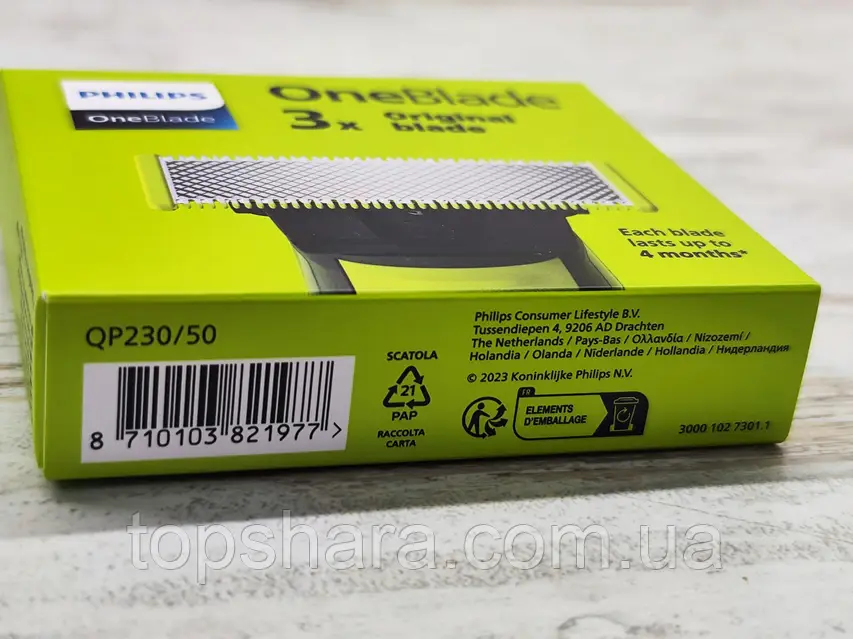 PHILIPS
OneBlade
OneBlade
3x Original
blade
Each blade
lasts up to
4 months*
QP230/50
8 710103 821977 >
SCATOLA
21
PAP
RACCOLTA
CARTA
Philips Consumer Lifestyle B.V.
Tussendiepen 4, 9206 AD Drachten
The Netherlands / Pays-Bas / Ολλανδία / Nizozemí /
Holandia / Olanda / Nīderlande / Hollandia / Нидерландия
© 2023 Koninklijke Philips N.V.
FR
ELEMENTS
D'EMBALLAGE
3000 102 7301.1
topshara.com.ua